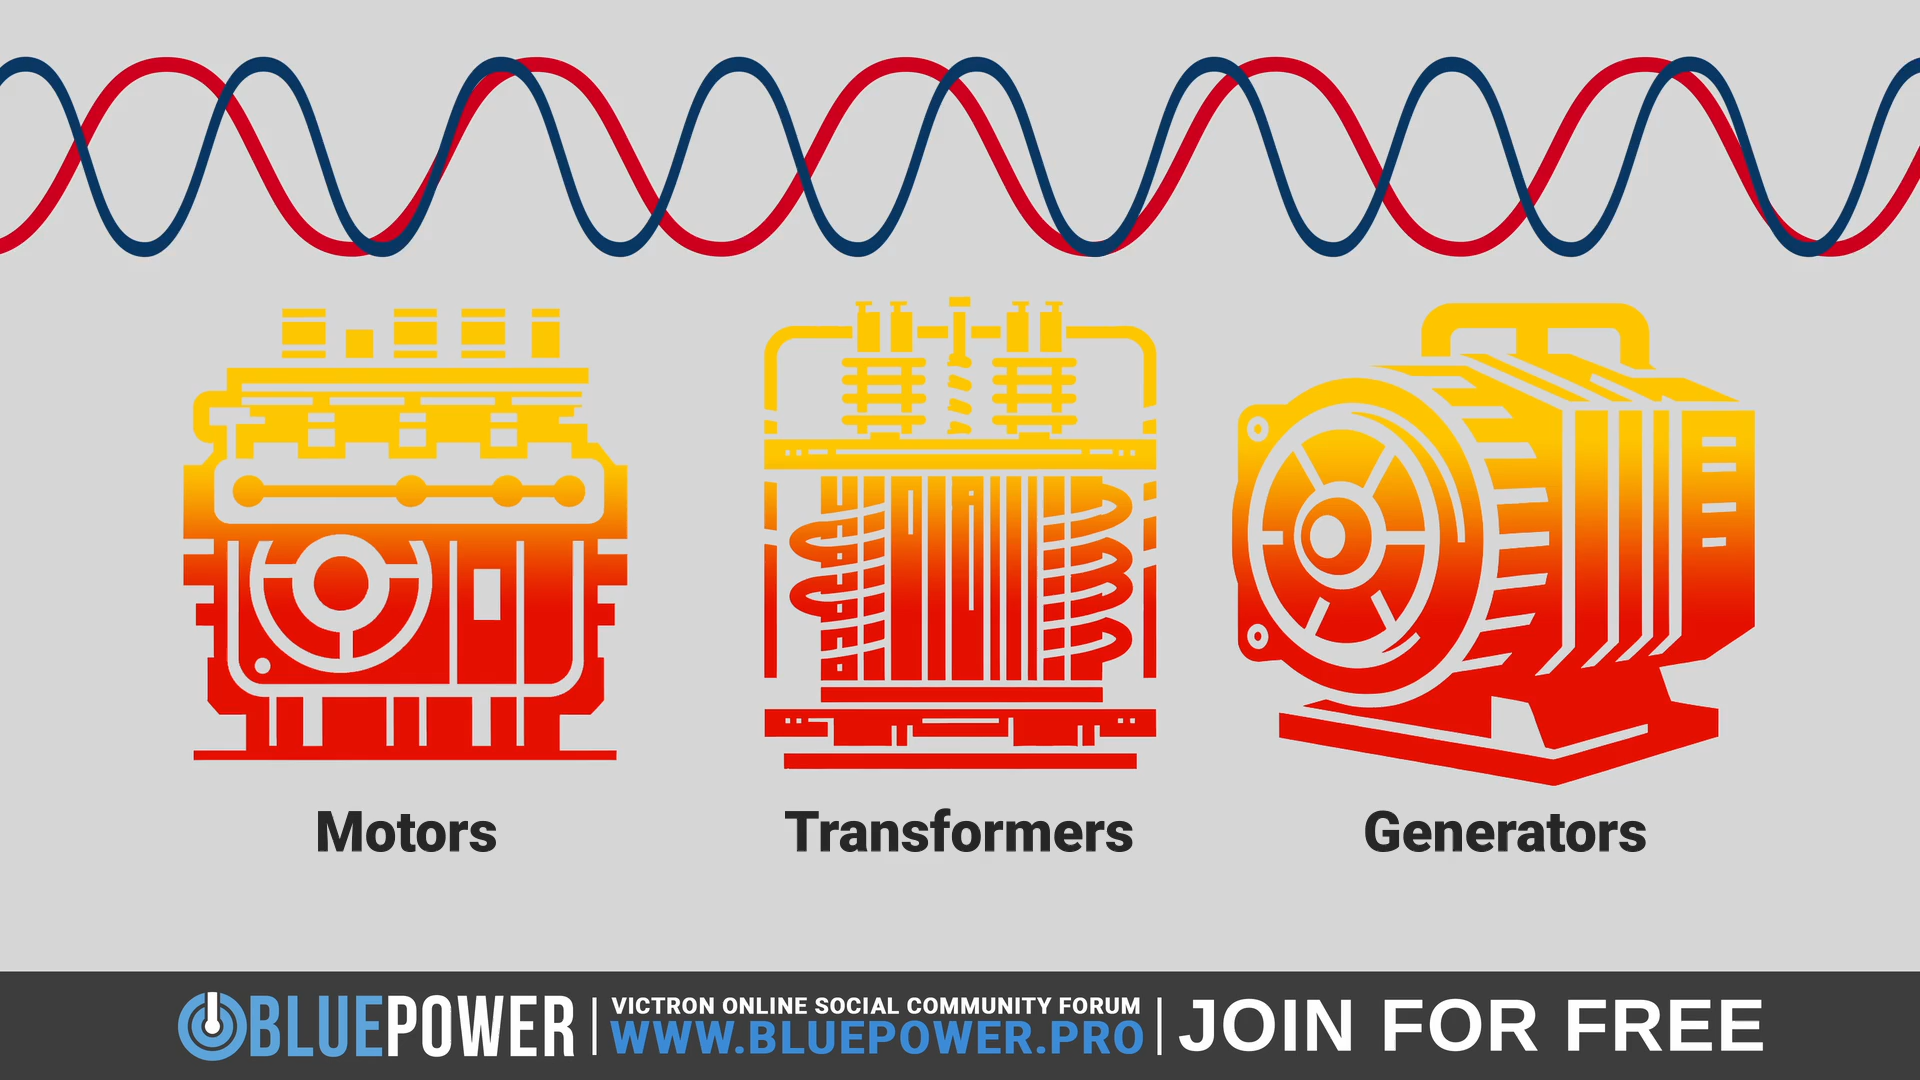 Motors
Transformers
Generators
BLUEPOWER
VICTRON ONLINE SOCIAL COMMUNITY FORUM
WWW.BLUEPOWER.PRO
JOIN FOR FREE